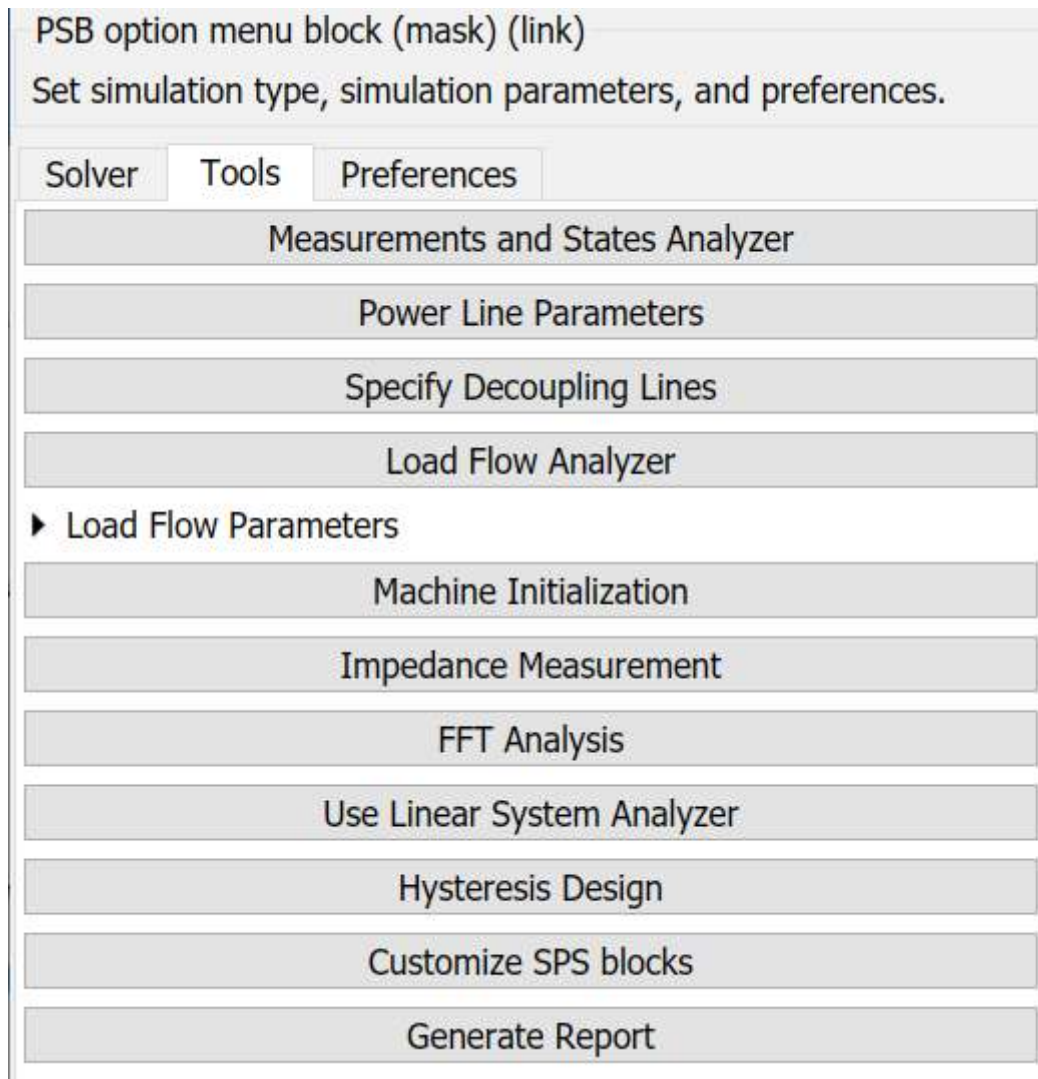 PSB option menu block (mask) (link)
Set simulation type, simulation parameters, and preferences.
Solver Tools Preferences
Measurements and States Analyzer
Power Line Parameters
Specify Decoupling Lines
Load Flow Analyzer
Load Flow Parameters
Machine Initialization
Impedance Measurement
FFT Analysis
Use Linear System Analyzer
Hysteresis Design
Customize SPS blocks
Generate Report